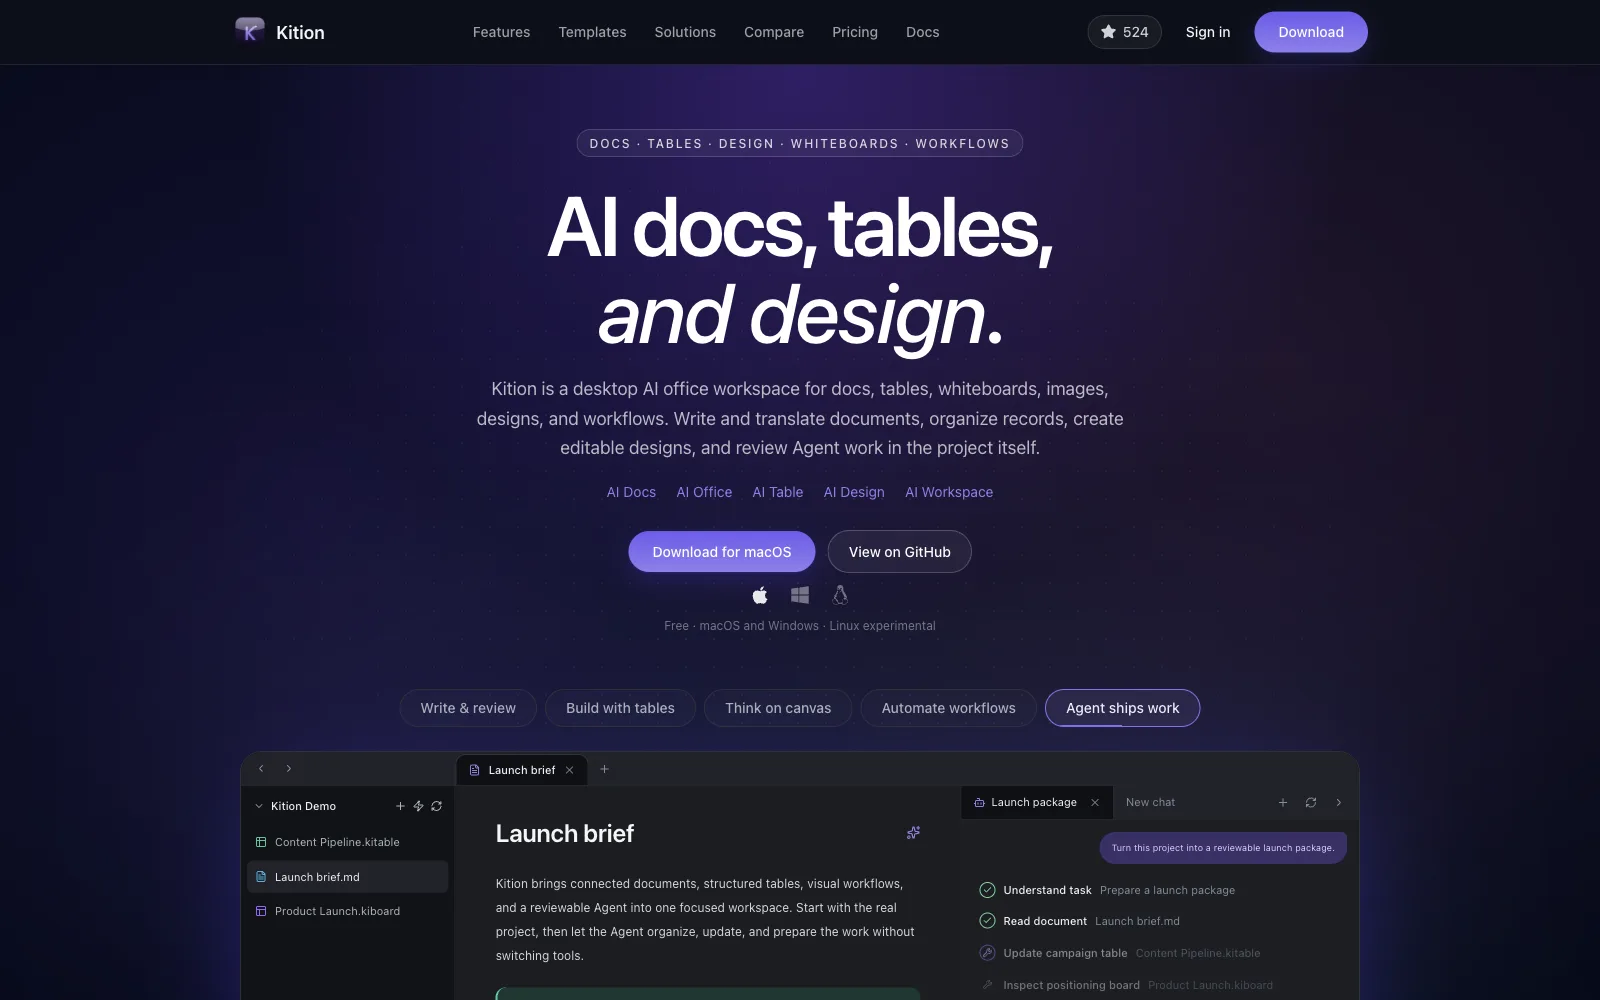 Kition
Features Templates Solutions Compare Pricing Docs
524 Sign in Download
DOCS · TABLES · DESIGN · WHITEBOARDS · WORKFLOWS
AI docs, tables,
and design.
Kition is a desktop AI office workspace for docs, tables, whiteboards, images,
designs, and workflows. Write and translate documents, organize records, create
editable designs, and review Agent work in the project itself.
AI Docs AI Office AI Table AI Design AI Workspace
Download for macOS View on GitHub
Free · macOS and Windows · Linux experimental
Write & review Build with tables Think on canvas Automate workflows Agent ships work
Launch brief
Kition Demo
Content Pipeline.kitable
Launch brief.md
Product Launch.kiboard
Launch brief
Kition brings connected documents, structured tables, visual workflows,
and a reviewable Agent into one focused workspace. Start with the real
project, then let the Agent organize, update, and prepare the work without
switching tools.
Launch package New chat
Turn this project into a reviewable launch package.
Understand task Prepare a launch package
Read document Launch brief.md
Update campaign table Content Pipeline.kitable
Inspect positioning board Product Launch.kiboard